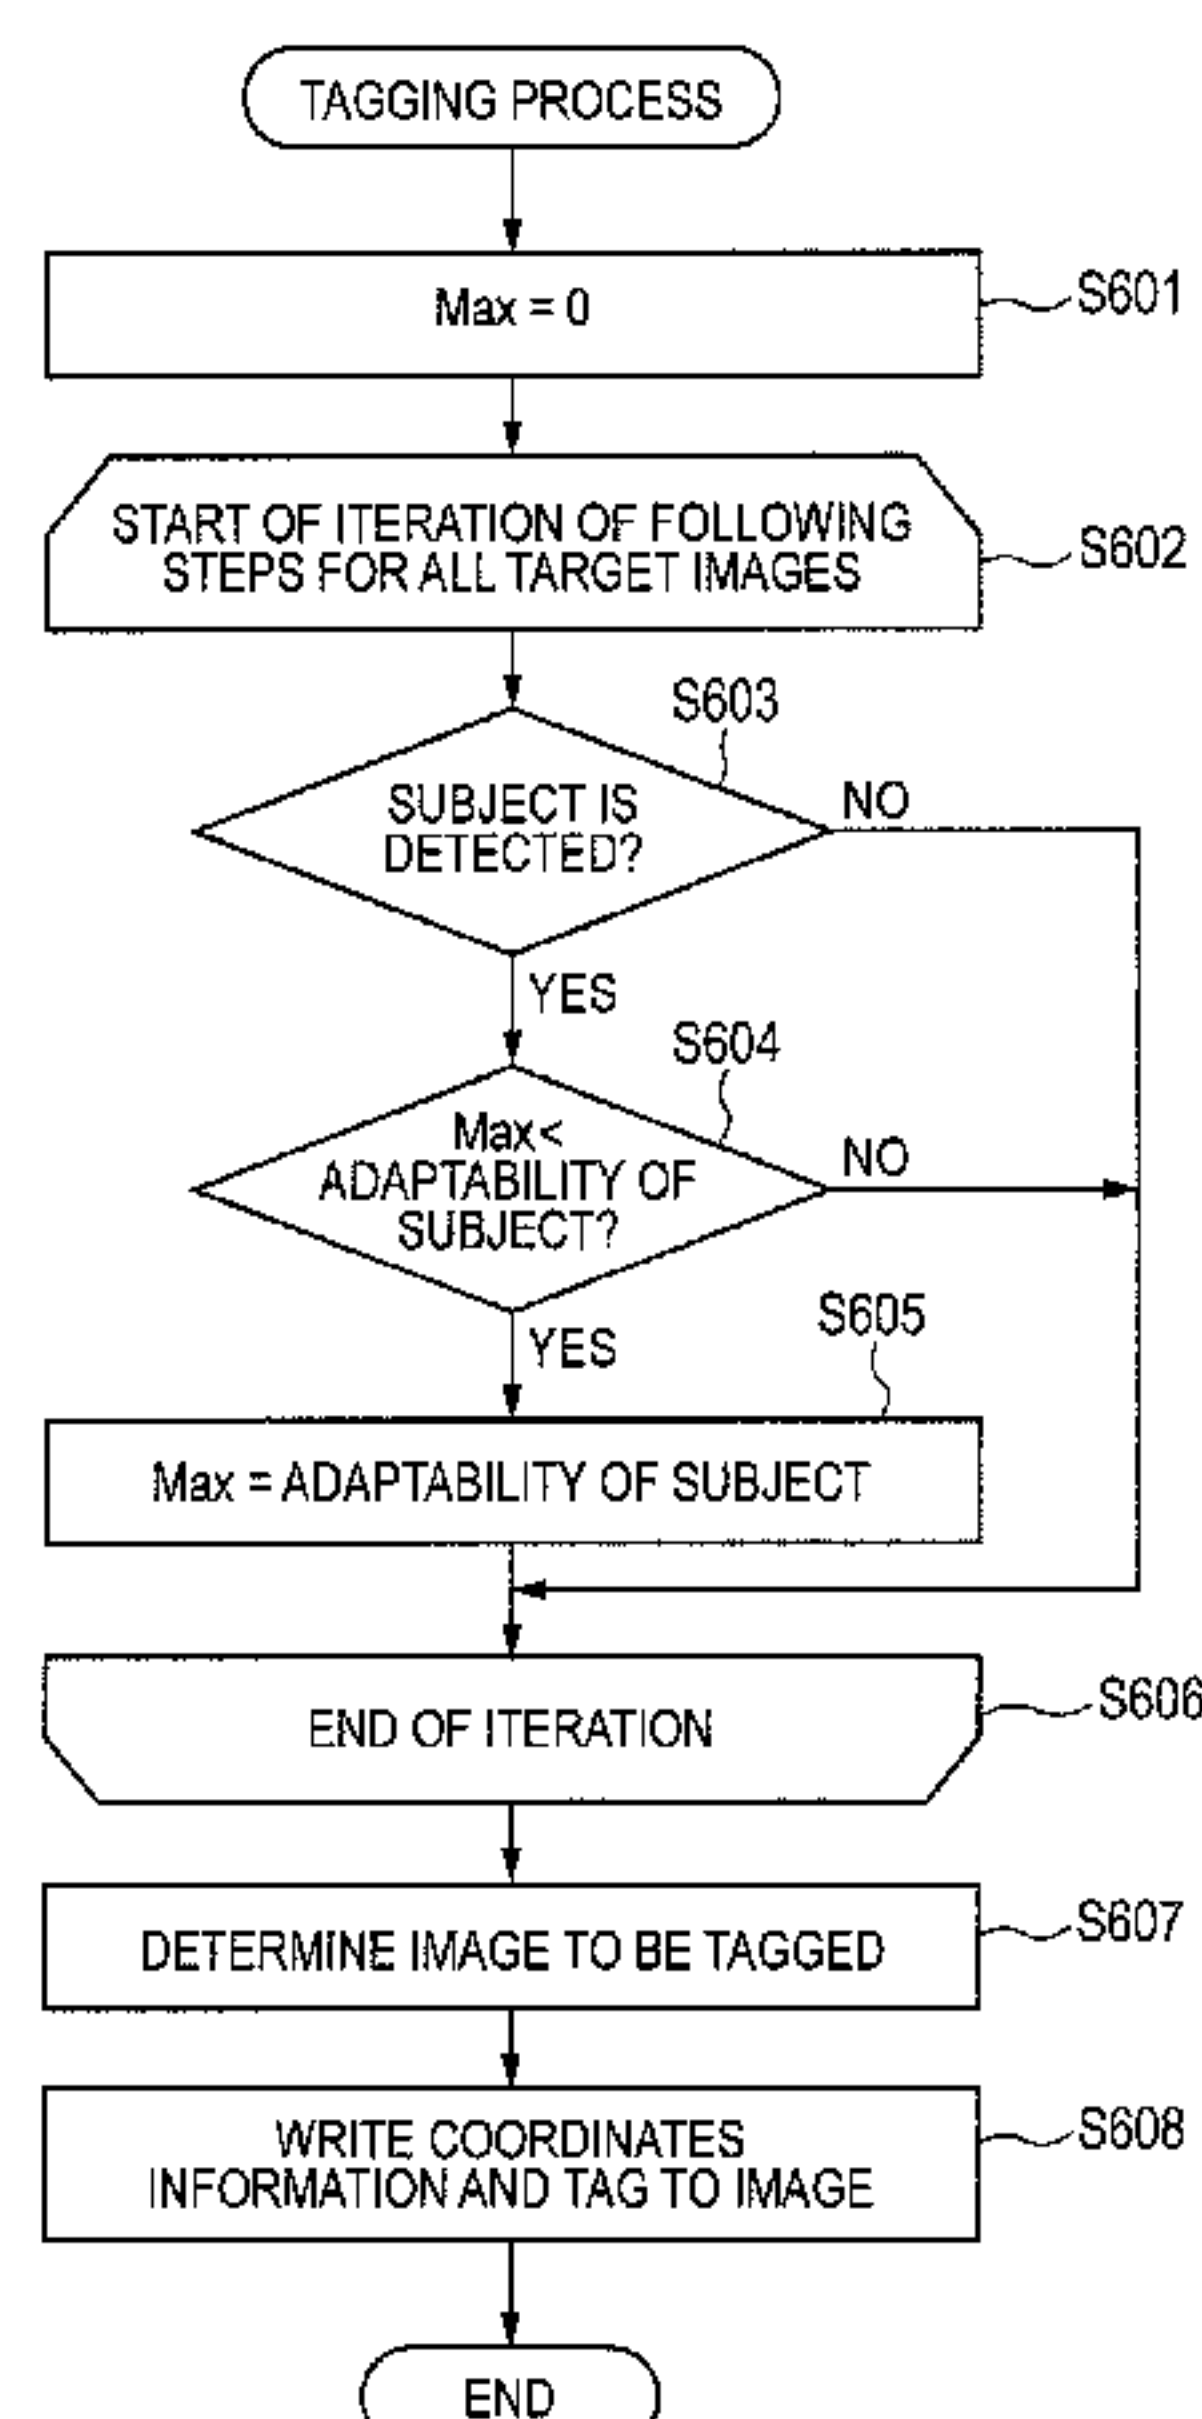 TAGGING PROCESS
Max = 0
S601
START OF ITERATION OF FOLLOWING
STEPS FOR ALL TARGET IMAGES
S602
S603
SUBJECT IS
DETECTED?
NO
YES
S604
Max<
ADAPTABILITY OF
SUBJECT?
NO
YES
S605
Max = ADAPTABILITY OF SUBJECT
END OF ITERATION
S606
DETERMINE IMAGE TO BE TAGGED
S607
WRITE COORDINATES
INFORMATION AND TAG TO IMAGE
S608
END